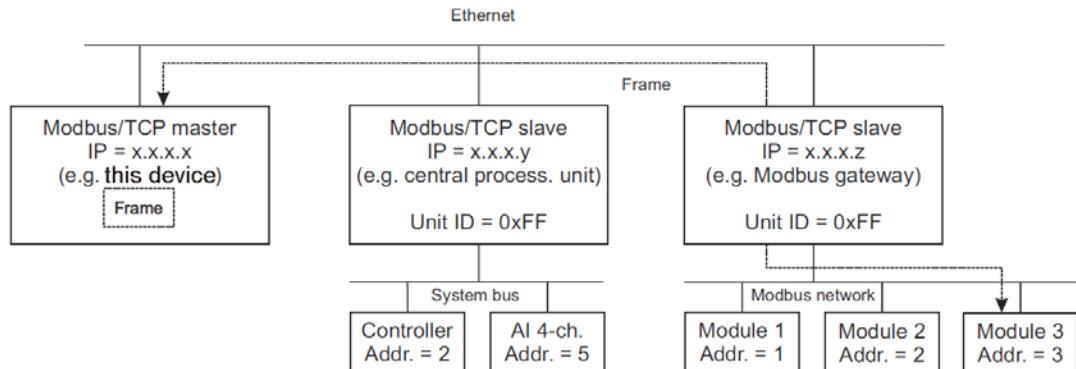 Ethernet
Frame
Modbus/TCP master
IP = x.x.x.x
(e.g. this device)
Frame
Modbus/TCP slave
IP = x.x.x.y
(e.g. central process. unit)
Unit ID = 0xFF
Modbus/TCP slave
IP = x.x.x.z
(e.g. Modbus gateway)
Unit ID = 0xFF
System bus
Controller
Addr. = 2
AI 4-ch.
Addr. = 5
Modbus network
Module 1
Addr. = 1
Module 2
Addr. = 2
Module 3
Addr. = 3